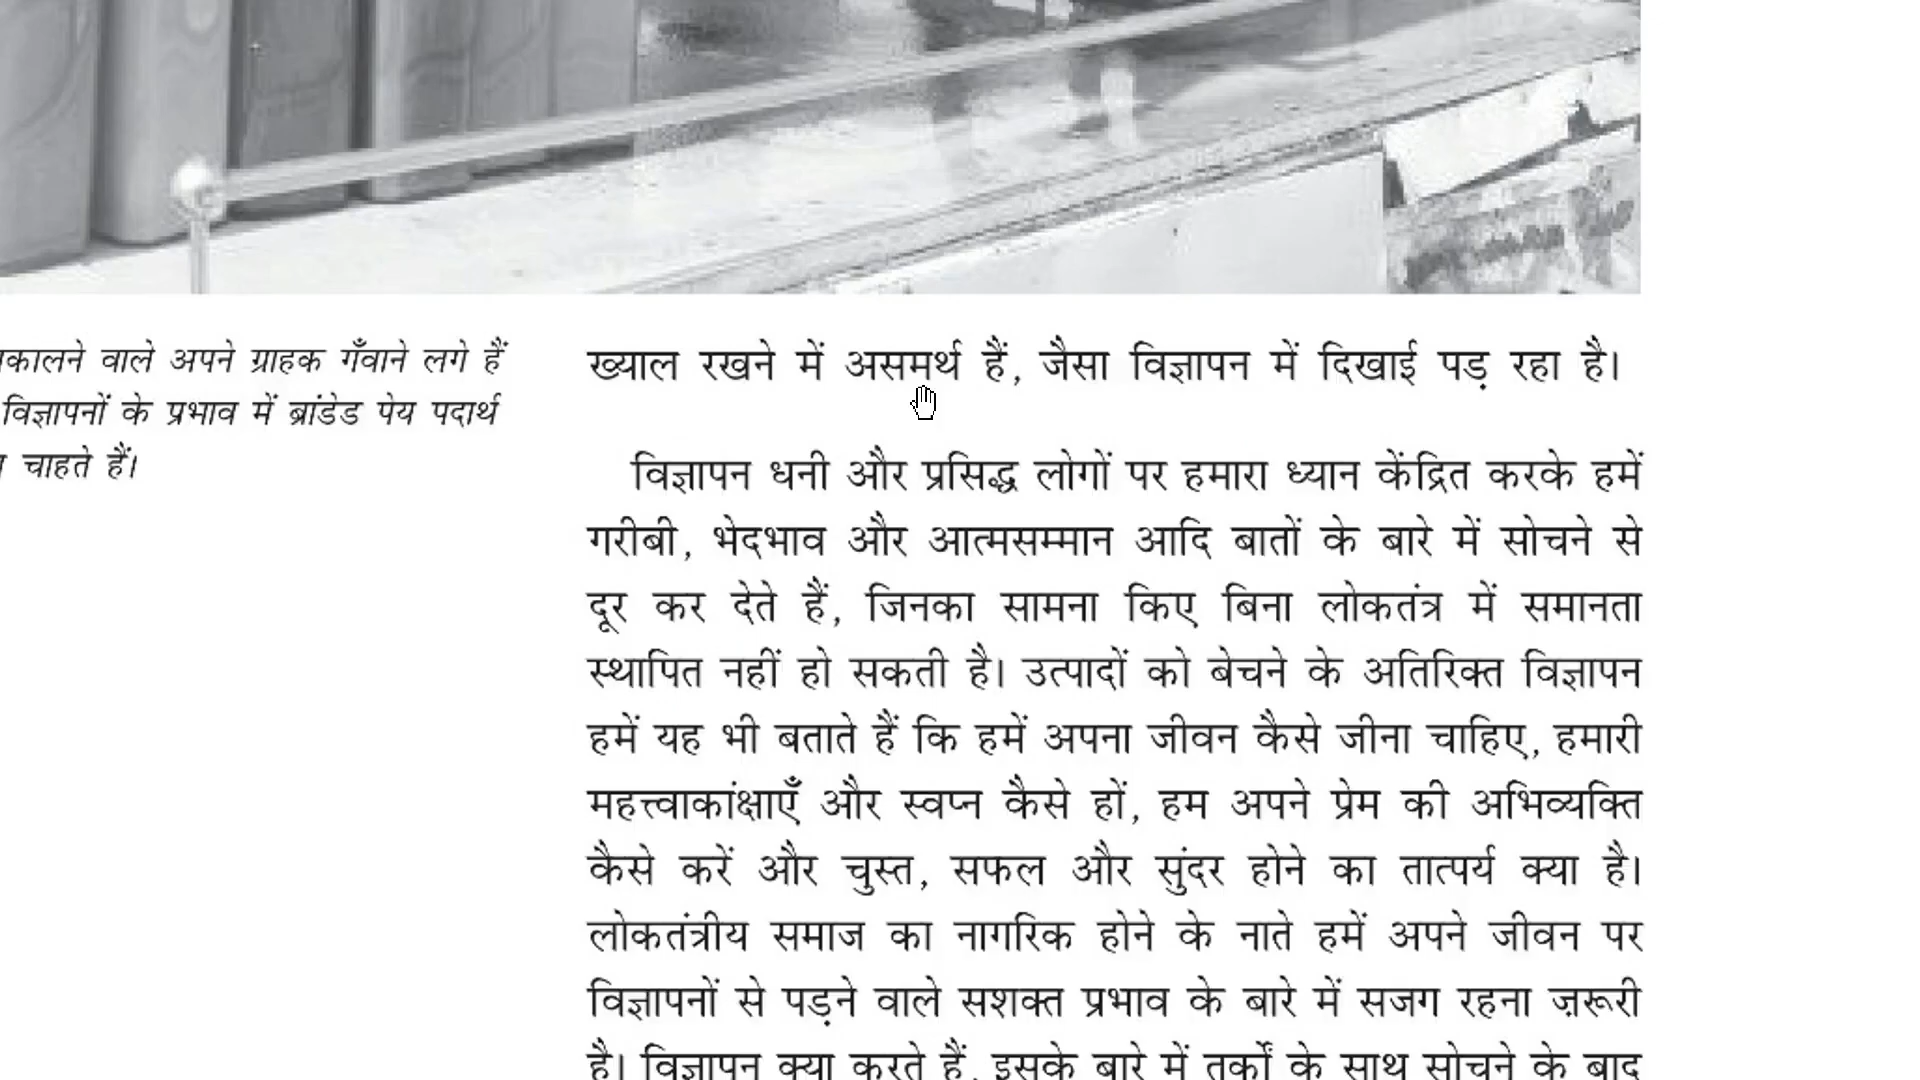 वाले अपने ग्राहक गँवाने लगे हैं
विज्ञापनों के प्रभाव में ब्रांडेड पेय पदार्थ
चाहते हैं।
ख्याल रखने में असमर्थ हैं, जैसा विज्ञापन में दिखाई पड़ रहा है।
विज्ञापन धनी और प्रसिद्ध लोगों पर हमारा ध्यान केंद्रित करके हमें
गरीबी, भेदभाव और आत्मसम्मान आदि बातों के बारे में सोचने से
दूर कर देते हैं, जिनका सामना किए बिना लोकतंत्र में समानता
स्थापित नहीं हो सकती है। उत्पादों को बेचने के अतिरिक्त विज्ञापन
हमें यह भी बताते हैं कि हमें अपना जीवन कैसे जीना चाहिए, हमारी
महत्त्वाकांक्षाएँ और स्वप्न कैसे हों, हम अपने प्रेम की अभिव्यक्ति
कैसे करें और चुस्त, सफल और सुंदर होने का तात्पर्य क्या है।
लोकतंत्रीय समाज का नागरिक होने के नाते हमें अपने जीवन पर
विज्ञापनों से पड़ने वाले सशक्त प्रभाव के बारे में सजग रहना ज़रूरी
है। विज्ञापन क्या करते हैं, इसके बारे में तर्कों के साथ सोचने के बाद